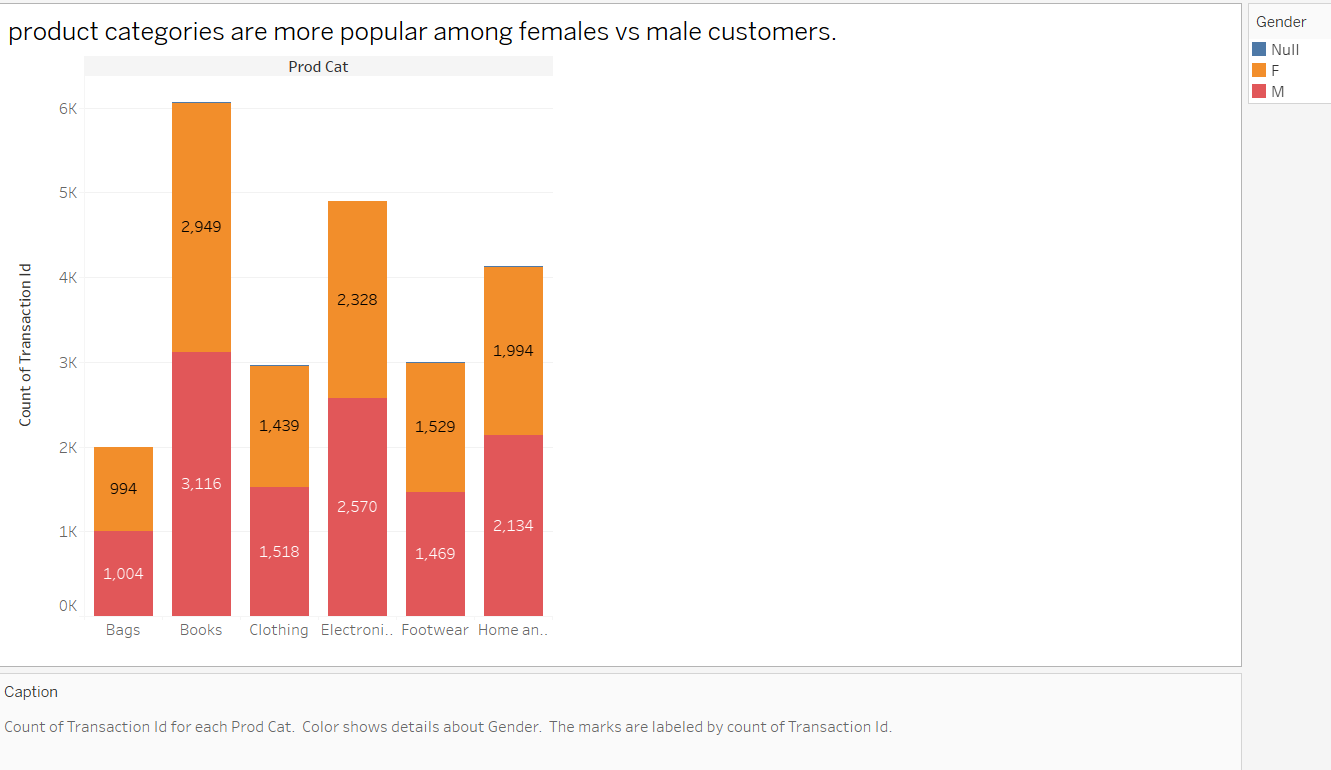 product categories are more popular among females vs male customers.
Gender
Null
F
M
Prod Cat
Count of Transaction Id
6K
5K
4K
3K
2K
1K
0K
2,949
2,328
1,994
1,439
1,529
994
3,116
2,570
2,134
1,518
1,469
1,004
Bags Books Clothing Electroni.. Footwear Home an..
Caption
Count of Transaction Id for each Prod Cat. Color shows details about Gender. The marks are labeled by count of Transaction Id.